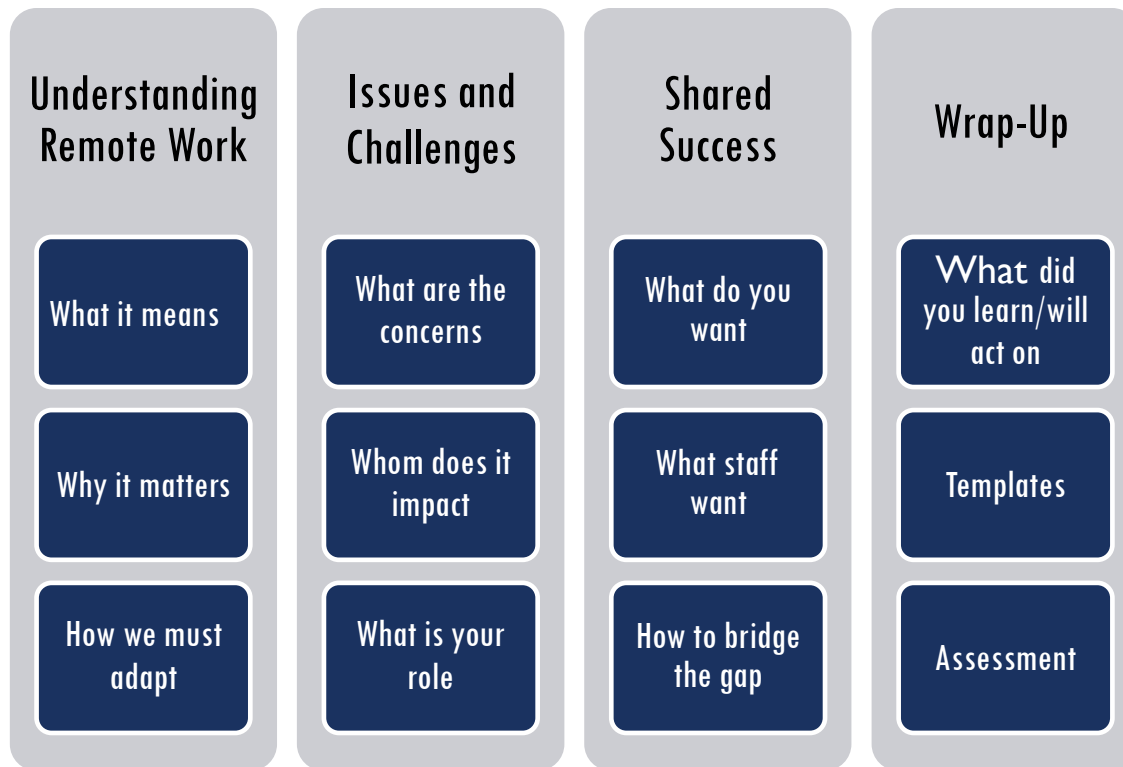 Understanding
Remote Work
What it means
Why it matters
How we must
adapt
Issues and
Challenges
What are the
concerns
Whom does it
impact
What is your
role
Shared
Success
What do you
want
What staff
want
How to bridge
the gap
Wrap-Up
What did
you learn/will
act on
Templates
Assessment